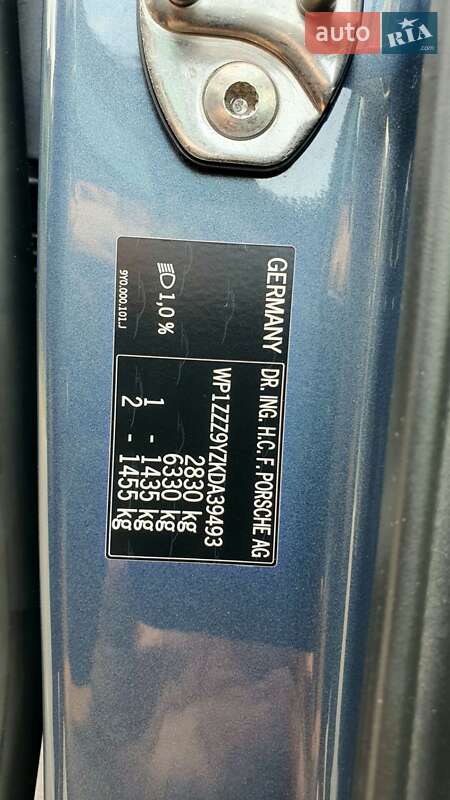 auto RIA.com
GERMANY
DR. ING. H.C. F. PORSCHE AG
WP1ZZZ9YZKDA39493
2830 kg
6330 kg
1 - 1435 kg
2 - 1455 kg
1,0 %
9Y0.000.101.J